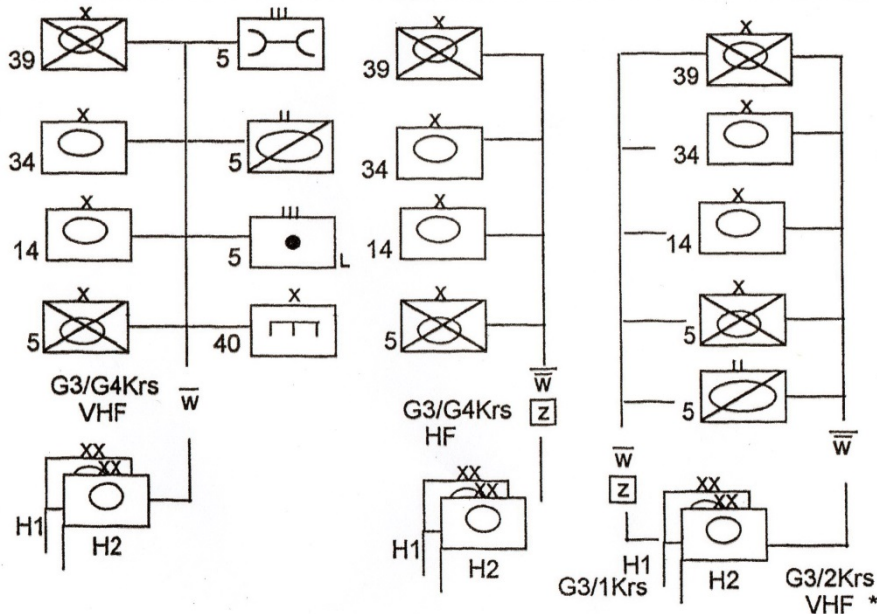 X
39
III
5
X
34
II
5
X
14
III
5
L
X
5
X
40
G3/G4Krs
VHF
W
XX
XX
H1
H2
X
39
X
34
X
14
X
5
G3/G4Krs
HF
W
Z
XX
XX
H1
H2
X
39
X
34
X
14
X
5
II
5
W
Z
W
XX
XX
H1
G3/1Krs
H2
G3/2Krs
VHF *